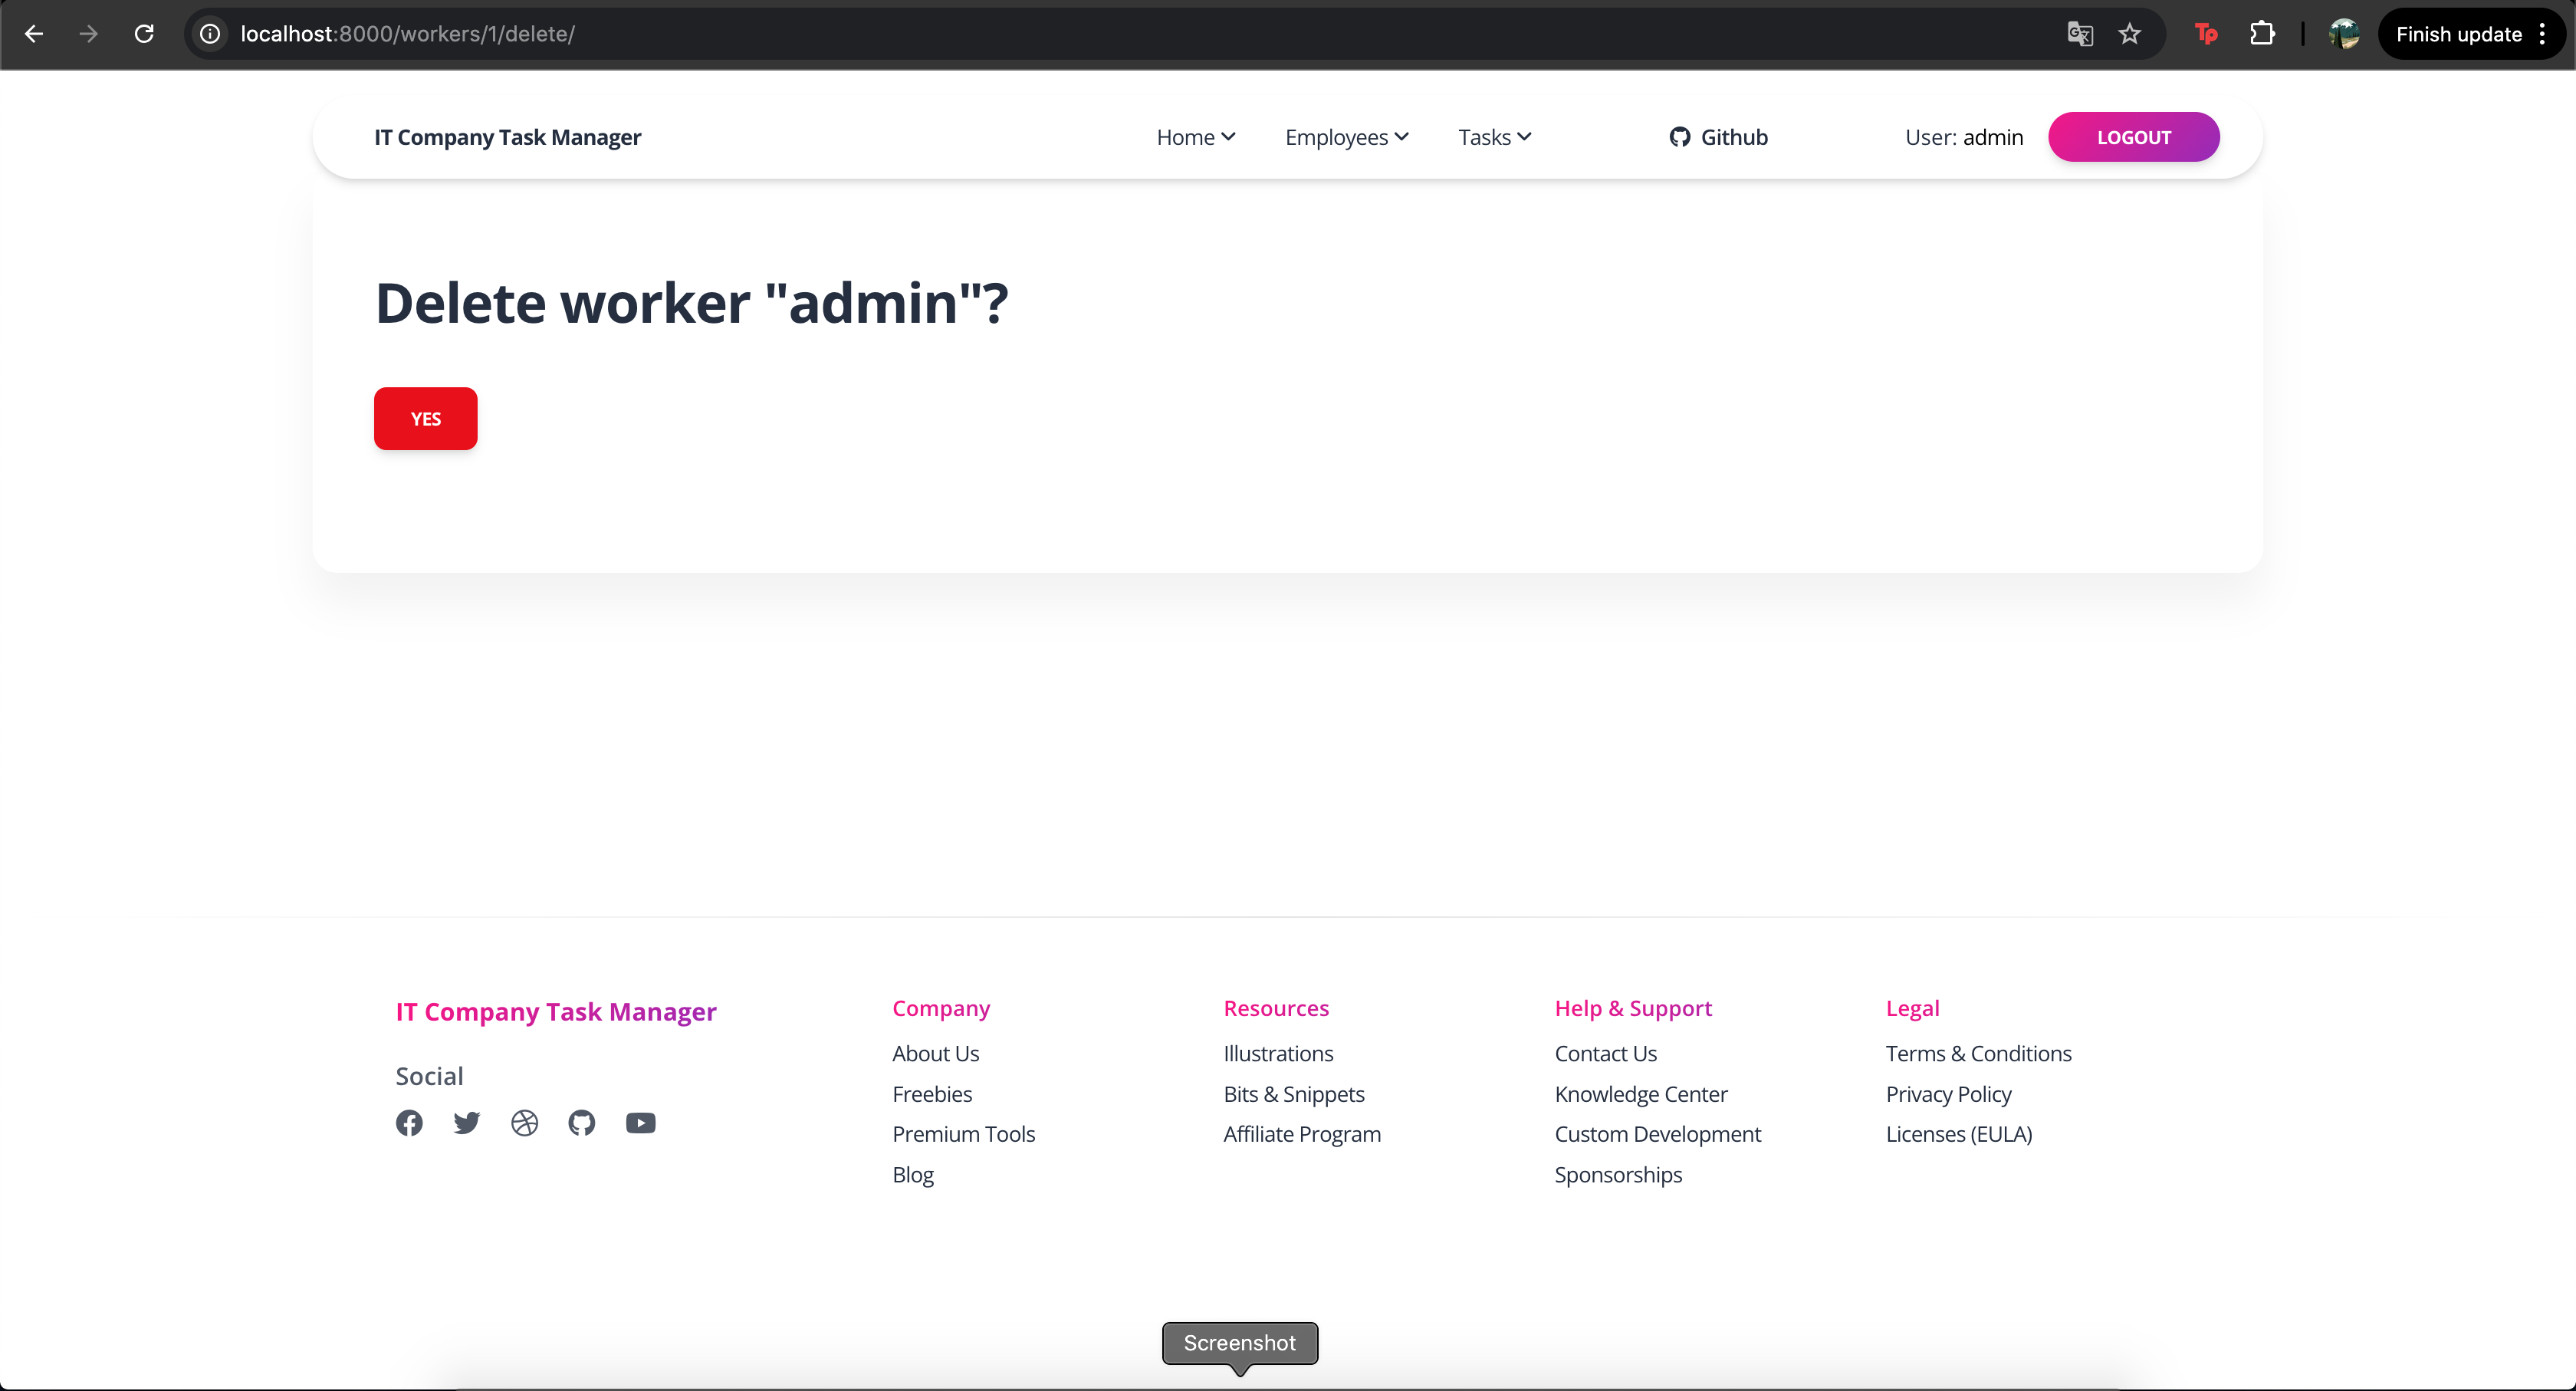 localhost:8000/workers/1/delete/
Tp
Finish update
IT Company Task Manager
Home
Employees
Tasks
Github
User: admin
LOGOUT
Delete worker "admin"?
YES
IT Company Task Manager
Social
Company
About Us
Freebies
Premium Tools
Blog
Resources
Illustrations
Bits & Snippets
Affiliate Program
Help & Support
Contact Us
Knowledge Center
Custom Development
Sponsorships
Legal
Terms & Conditions
Privacy Policy
Licenses (EULA)
Screenshot